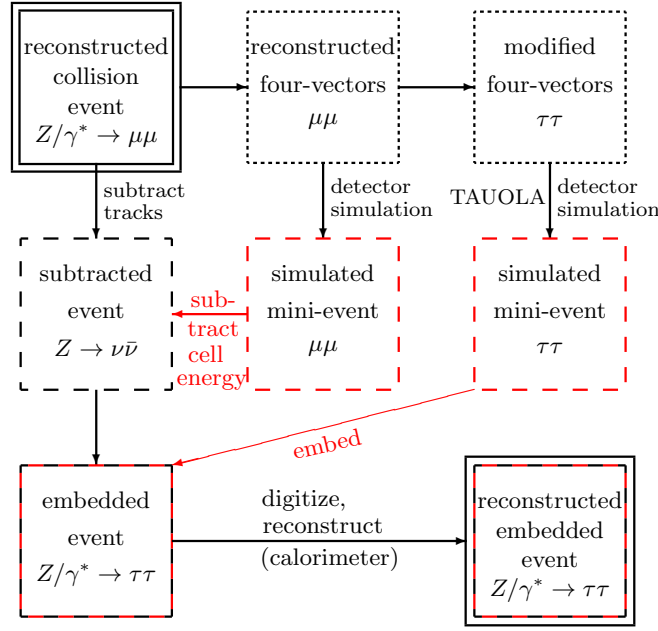 reconstructed
collision
event
Z/γ* → μμ
reconstructed
four-vectors
μμ
modified
four-vectors
ττ
subtract
tracks
detector
simulation
TAUOLA
detector
simulation
subtracted
event
Z → νν̄
sub-
tract
cell
energy
simulated
mini-event
μμ
simulated
mini-event
ττ
embed
embedded
event
Z/γ* → ττ
digitize,
reconstruct
(calorimeter)
reconstructed
embedded
event
Z/γ* → ττ